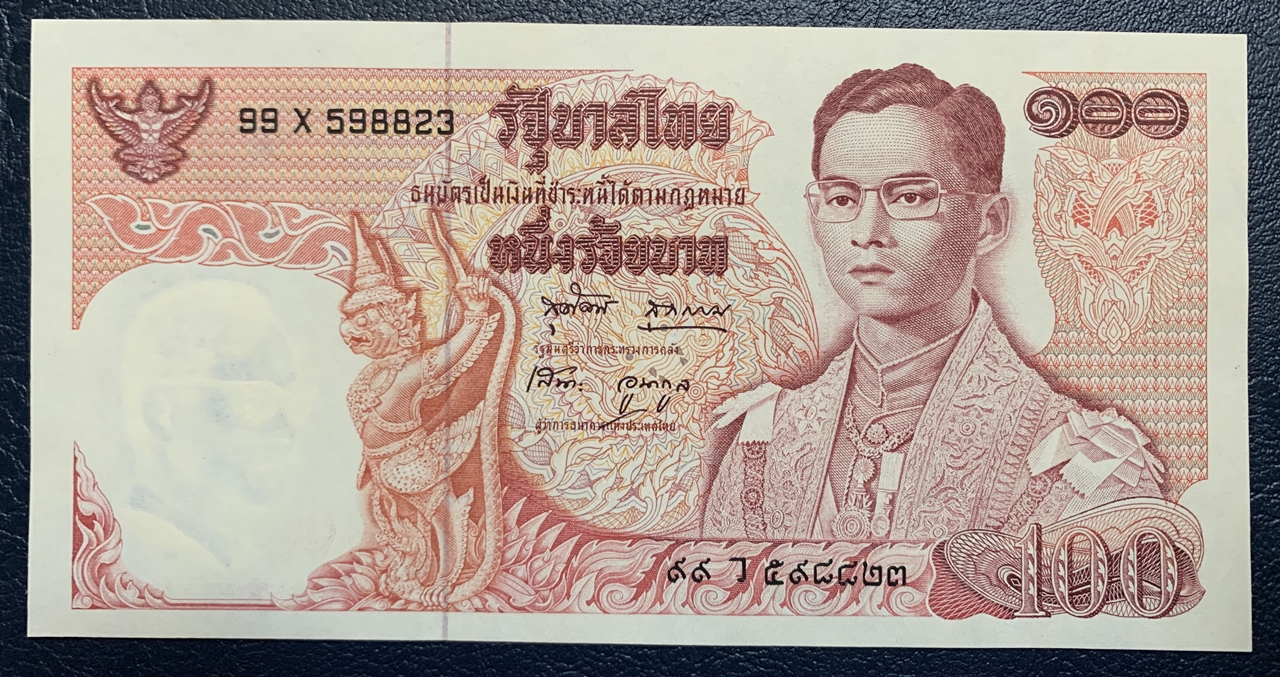 99 X 598823
รัฐบาลไทย
๑๐๐
ธนบัตรเป็นเงินที่ชำระหนี้ได้ตามกฎหมาย
หนึ่งร้อยบาท
รัฐมนตรีว่าการกระทรวงการคลัง
ผู้ว่าการธนาคารแห่งประเทศไทย
๙๙ ว ๕๙๘๘๒๓
100